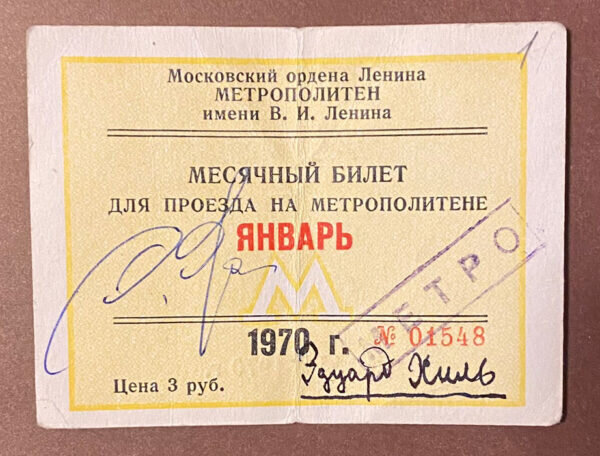 Московский ордена Ленина
МЕТРОПОЛИТЕН
имени В. И. Ленина
МЕСЯЧНЫЙ БИЛЕТ
ДЛЯ ПРОЕЗДА НА МЕТРОПОЛИТЕНЕ
ЯНВАРЬ
М
МЕТРО
1970 г. № 01548
Эдуард Хиль
Цена 3 руб.